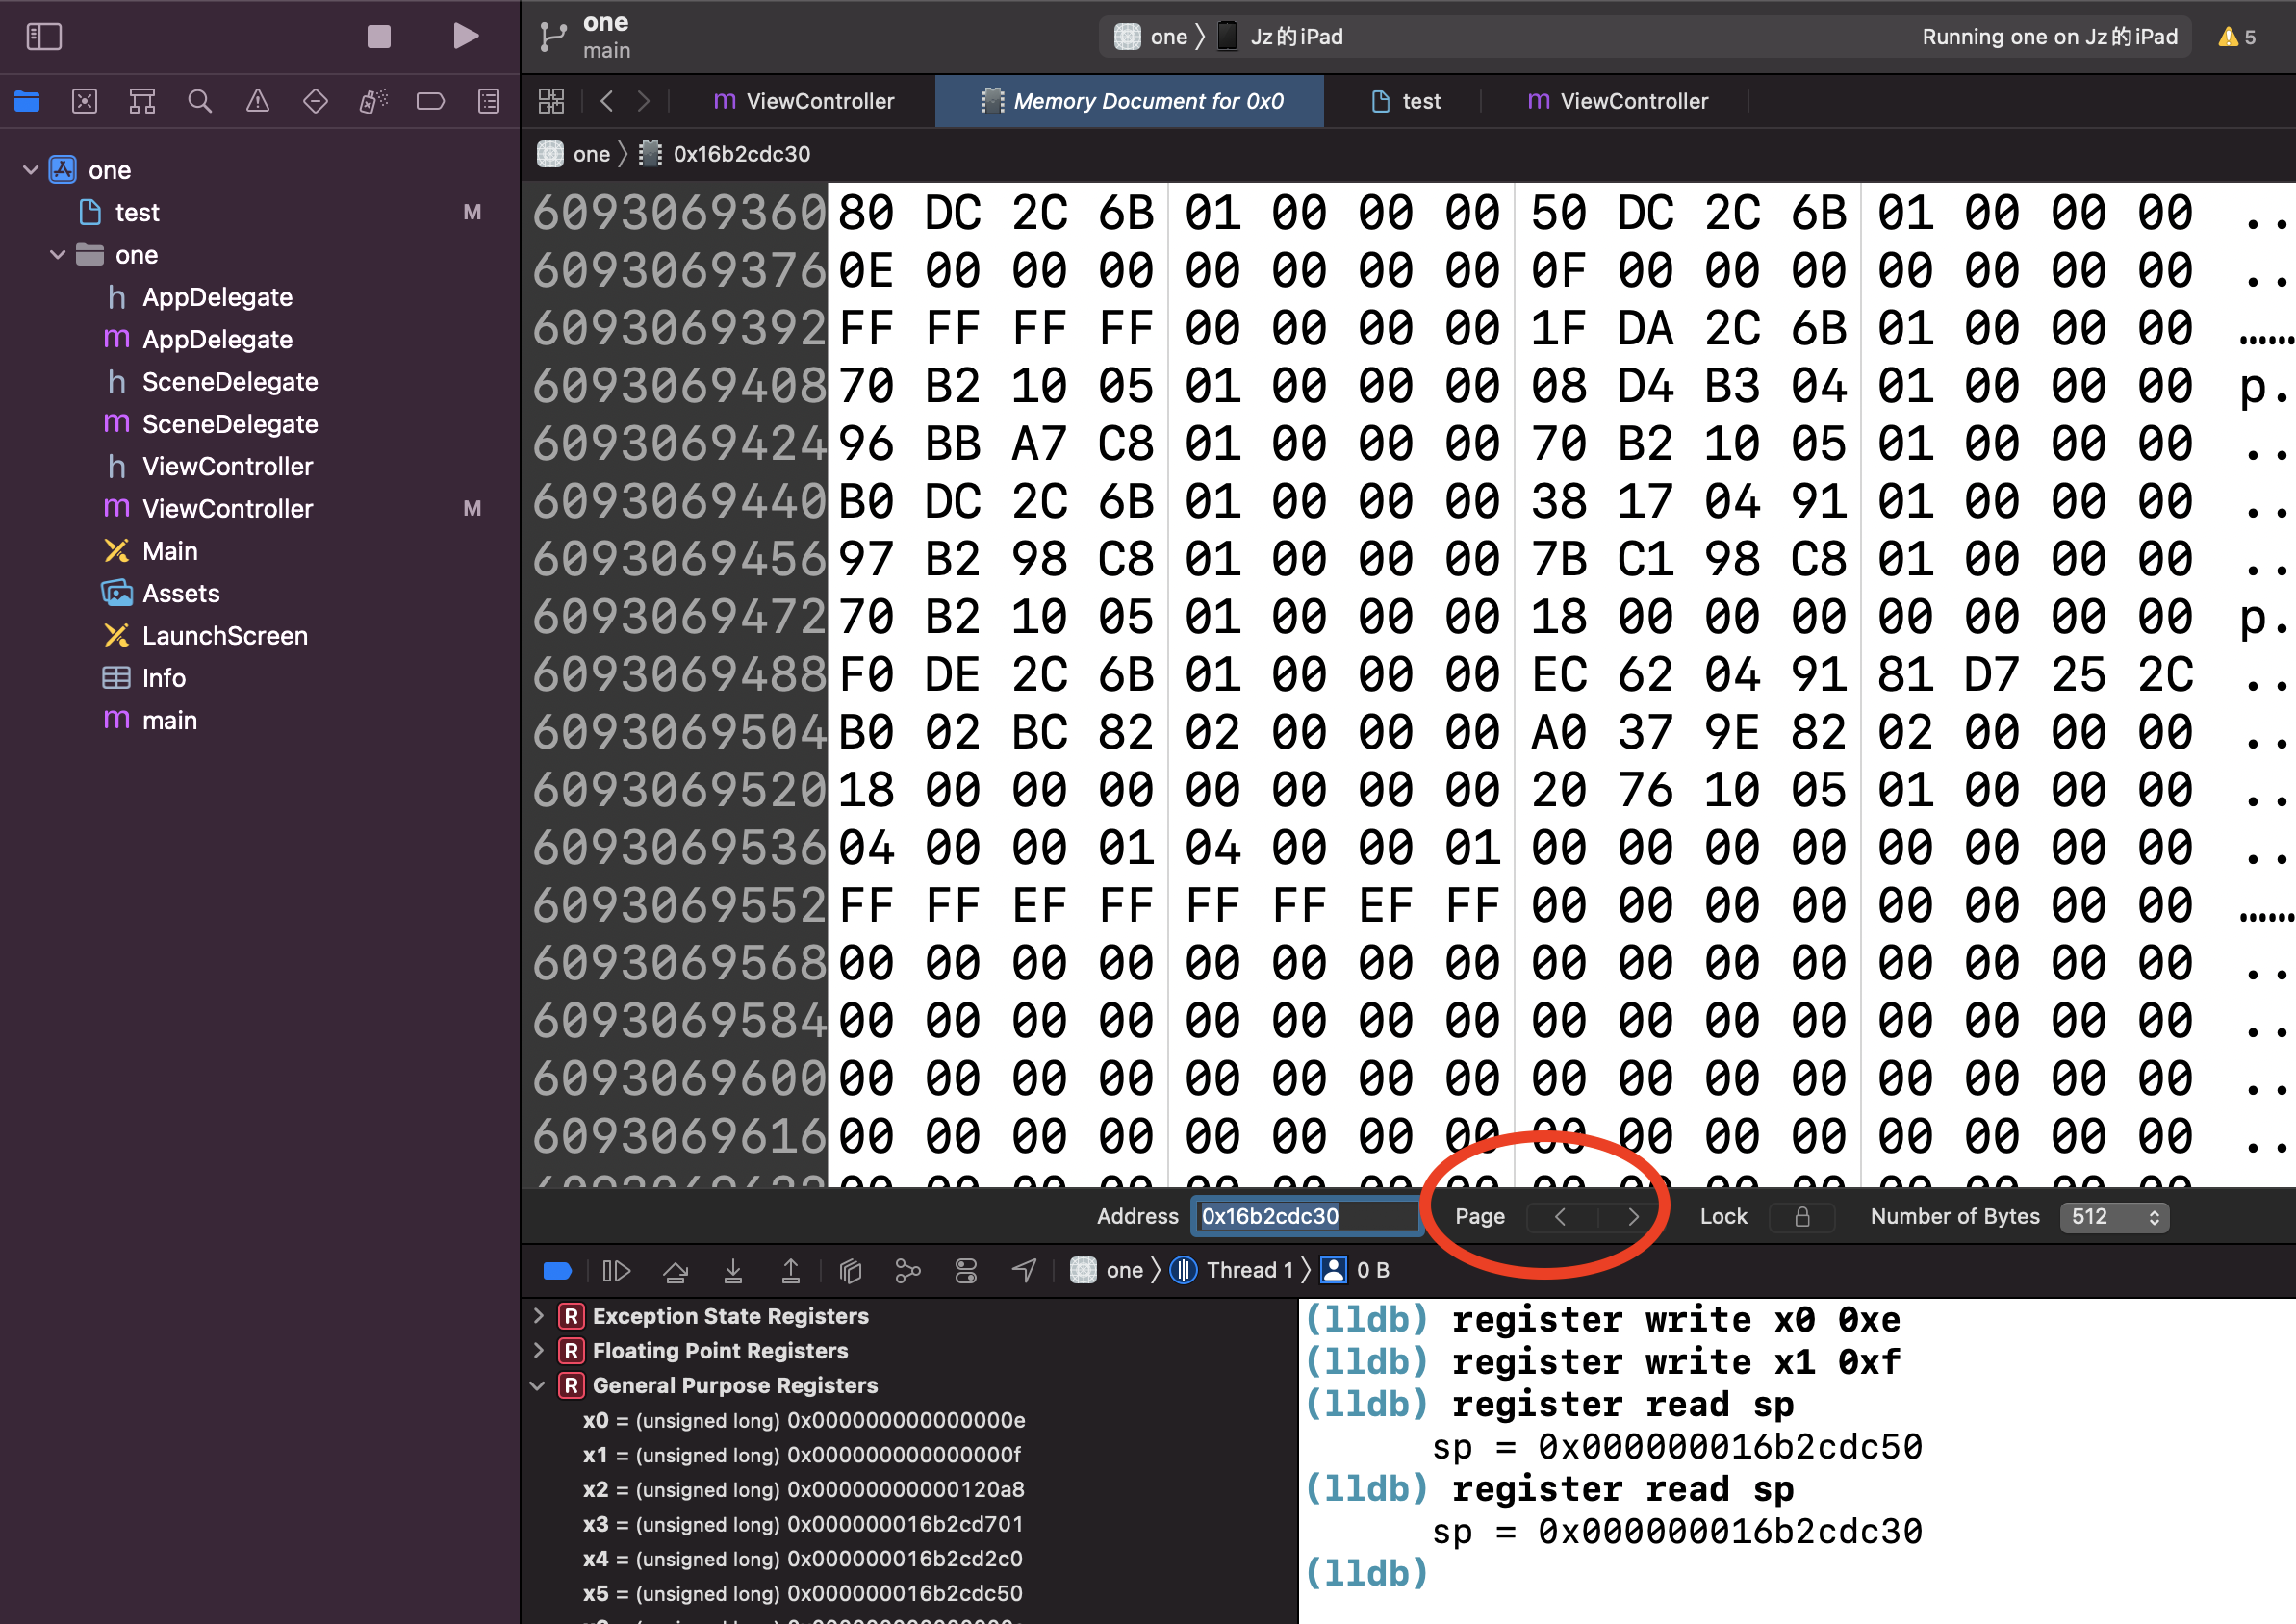 one
main
one 〉 Jz的iPad
Running one on Jz的iPad
5
m ViewController
Memory Document for 0x0
test
m ViewController
one 〉 0x16b2cdc30
one
test M
one
h AppDelegate
m AppDelegate
h SceneDelegate
m SceneDelegate
h ViewController
m ViewController M
Main
Assets
LaunchScreen
Info
m main
6093069360 80 DC 2C 6B 01 00 00 00 50 DC 2C 6B 01 00 00 00 ..
6093069376 0E 00 00 00 00 00 00 00 0F 00 00 00 00 00 00 00 ..
6093069392 FF FF FF FF 00 00 00 00 1F DA 2C 6B 01 00 00 00 ......
6093069408 70 B2 10 05 01 00 00 00 08 D4 B3 04 01 00 00 00 p.
6093069424 96 BB A7 C8 01 00 00 00 70 B2 10 05 01 00 00 00 ..
6093069440 B0 DC 2C 6B 01 00 00 00 38 17 04 91 01 00 00 00 ..
6093069456 97 B2 98 C8 01 00 00 00 7B C1 98 C8 01 00 00 00 ..
6093069472 70 B2 10 05 01 00 00 00 18 00 00 00 00 00 00 00 p.
6093069488 F0 DE 2C 6B 01 00 00 00 EC 62 04 91 81 D7 25 2C ..
6093069504 B0 02 BC 82 02 00 00 00 A0 37 9E 82 02 00 00 00 ..
6093069520 18 00 00 00 00 00 00 00 20 76 10 05 01 00 00 00 ..
6093069536 04 00 00 01 04 00 00 01 00 00 00 00 00 00 00 00 ..
6093069552 FF FF EF FF FF FF EF FF 00 00 00 00 00 00 00 00 ......
6093069568 00 00 00 00 00 00 00 00 00 00 00 00 00 00 00 00 ..
6093069584 00 00 00 00 00 00 00 00 00 00 00 00 00 00 00 00 ..
6093069600 00 00 00 00 00 00 00 00 00 00 00 00 00 00 00 00 ..
6093069616 00 00 00 00 00 00 00 00 00 00 00 00 00 00 00 00 ..
Address 0x16b2cdc30 Page Lock Number of Bytes 512
one 〉 Thread 1 〉 0 B
R Exception State Registers
R Floating Point Registers
R General Purpose Registers
x0 = (unsigned long) 0x000000000000000e
x1 = (unsigned long) 0x000000000000000f
x2 = (unsigned long) 0x00000000000120a8
x3 = (unsigned long) 0x000000016b2cd701
x4 = (unsigned long) 0x000000016b2cd2c0
x5 = (unsigned long) 0x000000016b2cdc50
(lldb) register write x0 0xe
(lldb) register write x1 0xf
(lldb) register read sp
sp = 0x000000016b2cdc50
(lldb) register read sp
sp = 0x000000016b2cdc30
(lldb)